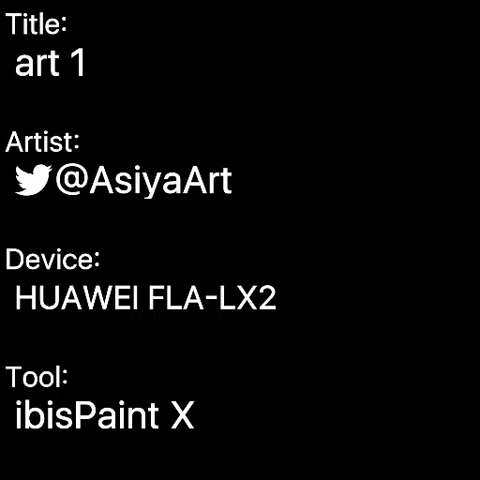 Title:
art 1
Artist:
@AsiyaArt
Device:
HUAWEI FLA-LX2
Tool:
ibisPaint X